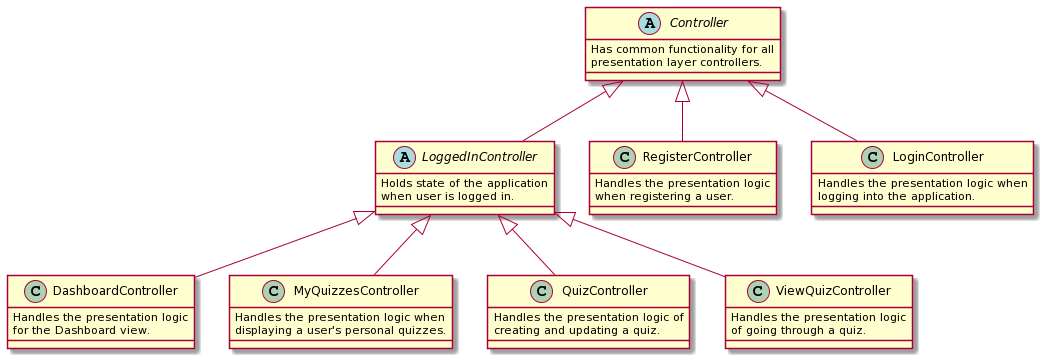 A Controller
Has common functionality for all
presentation layer controllers.
A LoggedInController
Holds state of the application
when user is logged in.
C RegisterController
Handles the presentation logic
when registering a user.
C LoginController
Handles the presentation logic when
logging into the application.
C DashboardController
Handles the presentation logic
for the Dashboard view.
C MyQuizzesController
Handles the presentation logic when
displaying a user's personal quizzes.
C QuizController
Handles the presentation logic of
creating and updating a quiz.
C ViewQuizController
Handles the presentation logic
of going through a quiz.